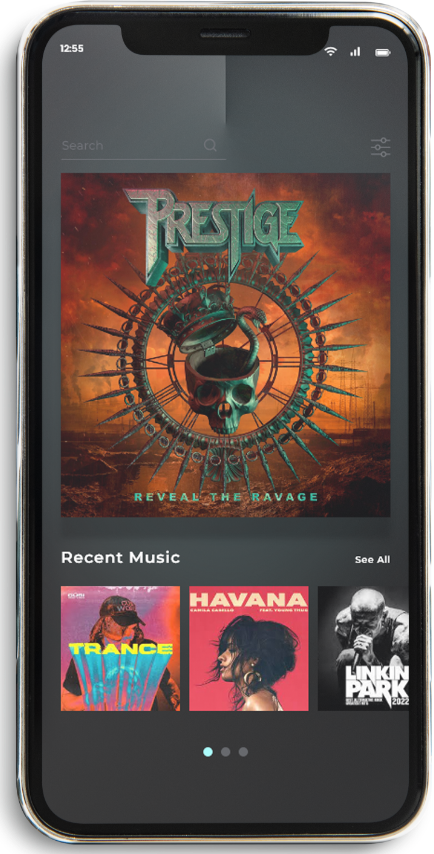 12:55
Search
PRESTIGE
REVEAL THE RAVAGE
Recent Music
See All
TRANCE
HAVANA
CAMILA CABELLO
FEAT. YOUNG THUG
LINKIN
PARK
2022